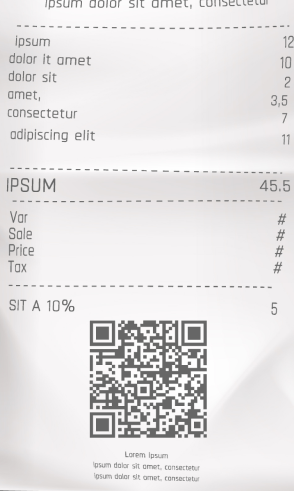 ipsum dolor sit amet, consectetur
ipsum 12
dolor it amet 10
dolor sit 2
amet, 3,5
consectetur 7
adipiscing elit 11
IPSUM 45.5
Var #
Sale #
Price #
Tax #
SIT A 10% 5
Lorem Ipsum
ipsum dolor sit amet, consectetur
ipsum dolor sit amet, consectetur